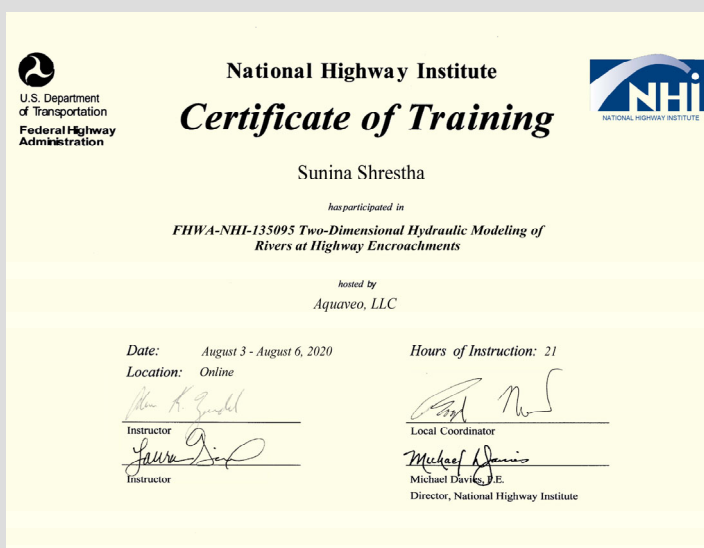 U.S. Department
of Transportation
Federal Highway
Administration
National Highway Institute
Certificate of Training
NHi
NATIONAL HIGHWAY INSTITUTE
Sunina Shrestha
has participated in
FHWA-NHI-135095 Two-Dimensional Hydraulic Modeling of
Rivers at Highway Encroachments
hosted by
Aquaveo, LLC
Date: August 3 - August 6, 2020
Hours of Instruction: 21
Location: Online
Instructor
Local Coordinator
Instructor
Michael Davies, P.E.
Director, National Highway Institute